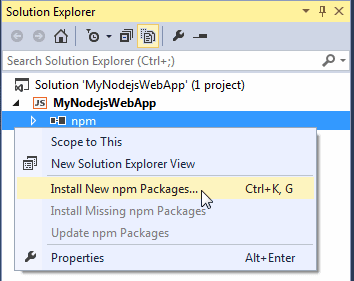 Solution Explorer
Search Solution Explorer (Ctrl+;)
Solution 'MyNodejsWebApp' (1 project)
JS MyNodejsWebApp
npm
Scope to This
New Solution Explorer View
Install New npm Packages... Ctrl+K, G
Install Missing npm Packages
Update npm Packages
Properties Alt+Enter